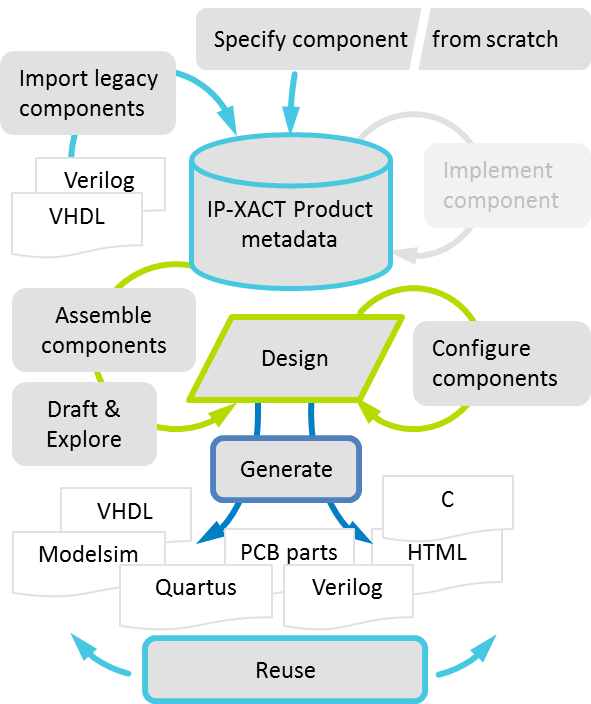 Specify component from scratch
Import legacy
components
Verilog
VHDL
IP-XACT Product
metadata
Implement
component
Assemble
components
Design
Configure
components
Draft &
Explore
Generate
VHDL
C
Modelsim
PCB parts
HTML
Quartus
Verilog
Reuse